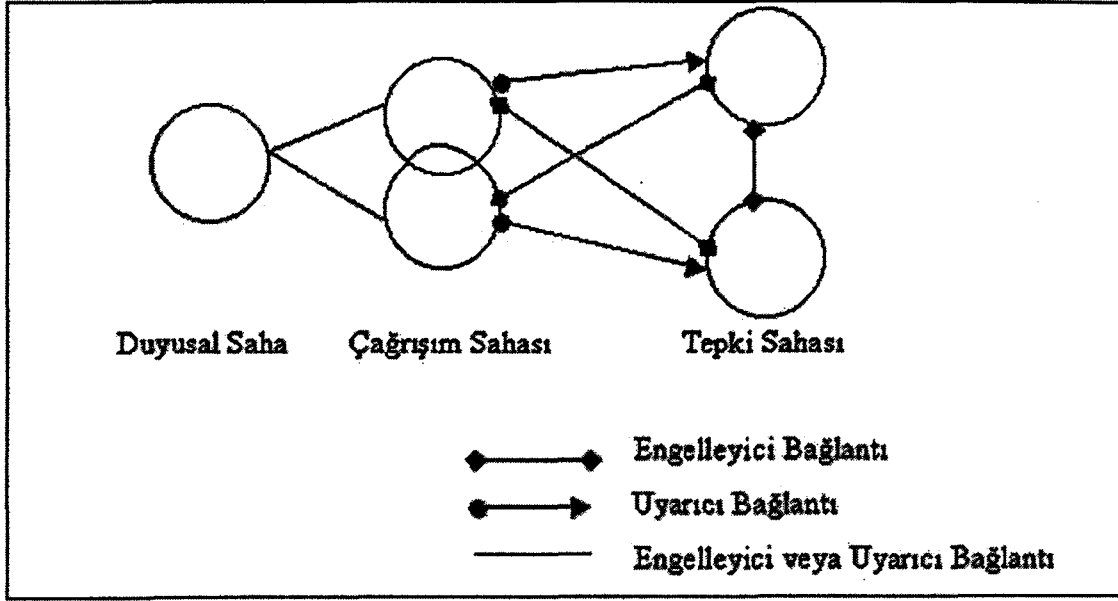 Duyusal Saha Çağrışım Sahası Tepki Sahası
Engelleyici Bağlantı
Uyarıcı Bağlantı
Engelleyici veya Uyarıcı Bağlantı